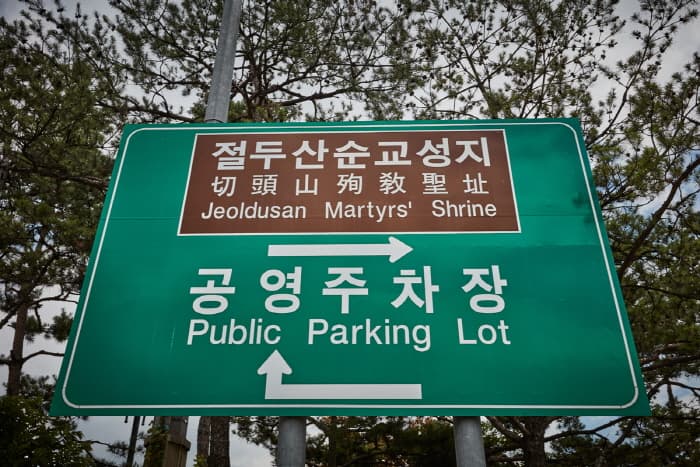 절두산순교성지
切頭山殉敎聖址
Jeoldusan Martyrs' Shrine
공영주차장
Public Parking Lot